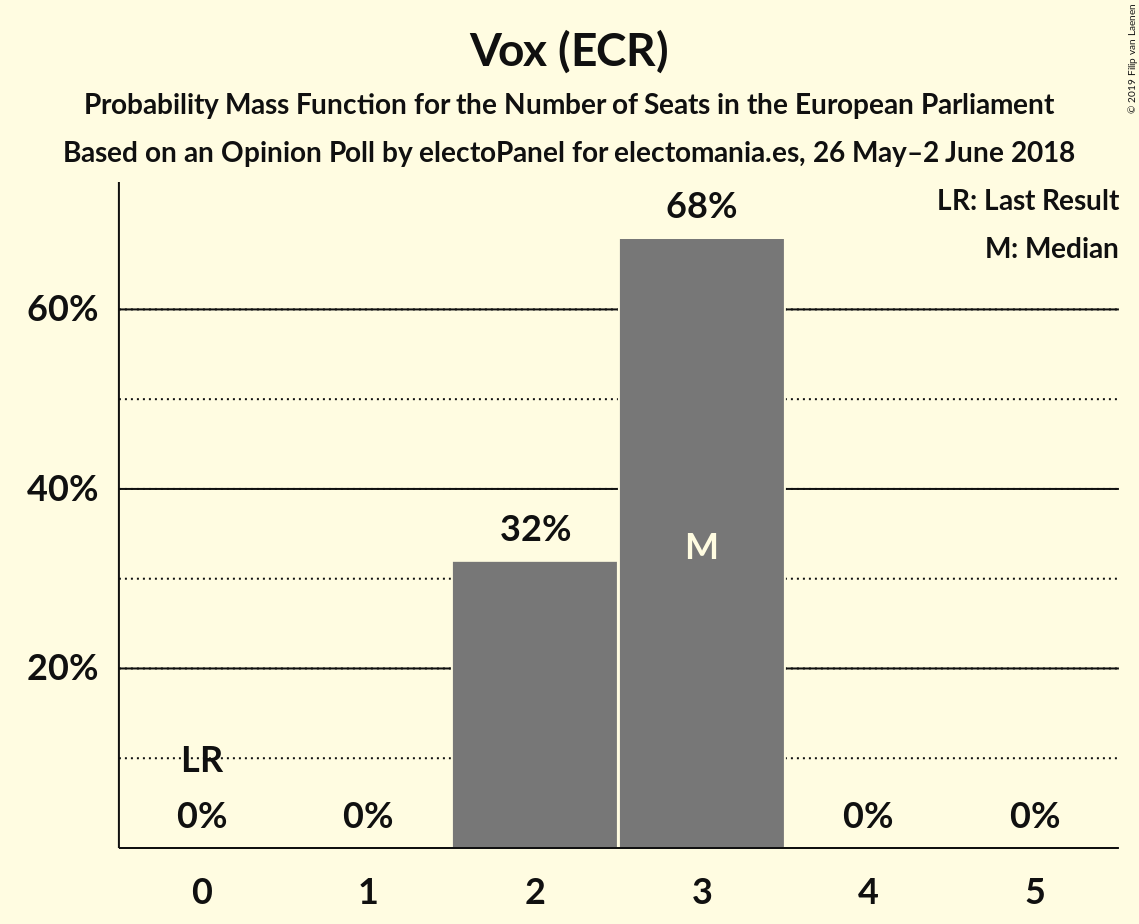 Vox (ECR)
Probability Mass Function for the Number of Seats in the European Parliament
Based on an Opinion Poll by electoPanel for electomania.es, 26 May–2 June 2018
© 2019 Filip van Laenen
LR: Last Result
M: Median
68%
60%
40%
32%
M
20%
LR
0% 0% 0% 0%
0 1 2 3 4 5